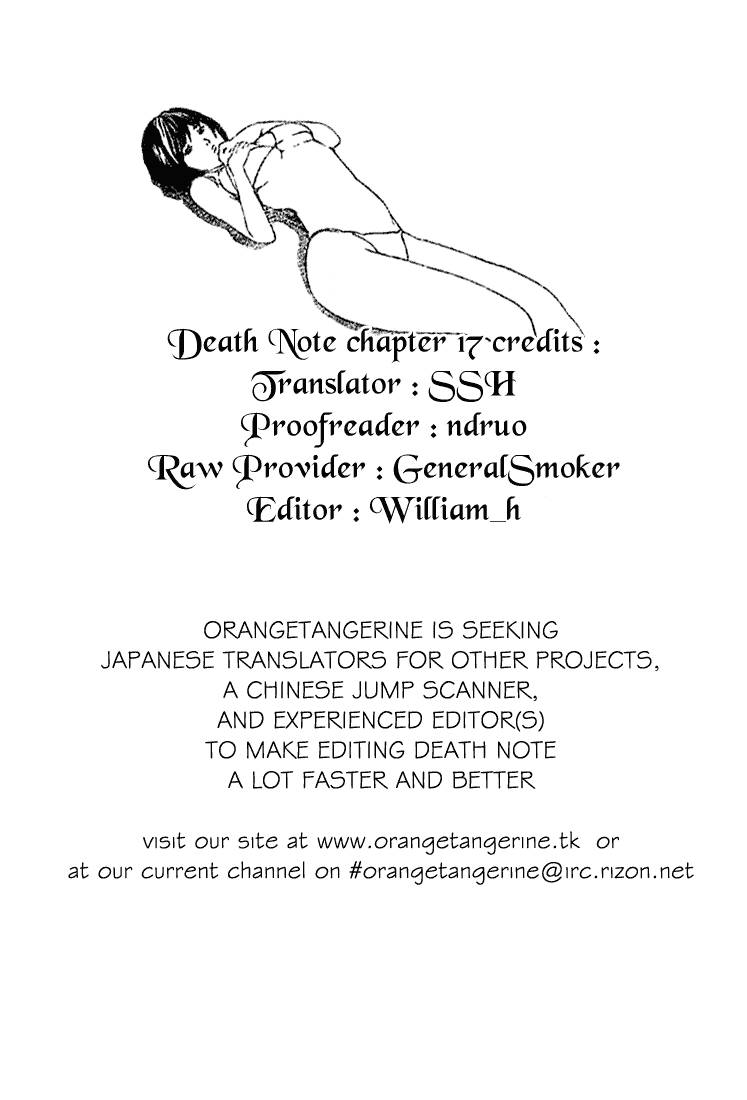 Death Note chapter 17 credits :
Translator : SSH
Proofreader : ndruo
Raw Provider : GeneralSmoker
Editor : William_h
ORANGETANGERINE IS SEEKING
JAPANESE TRANSLATORS FOR OTHER PROJECTS,
A CHINESE JUMP SCANNER,
AND EXPERIENCED EDITOR(S)
TO MAKE EDITING DEATH NOTE
A LOT FASTER AND BETTER
visit our site at www.orangetangerine.tk or
at our current channel on #orangetangerine@irc.rizon.net